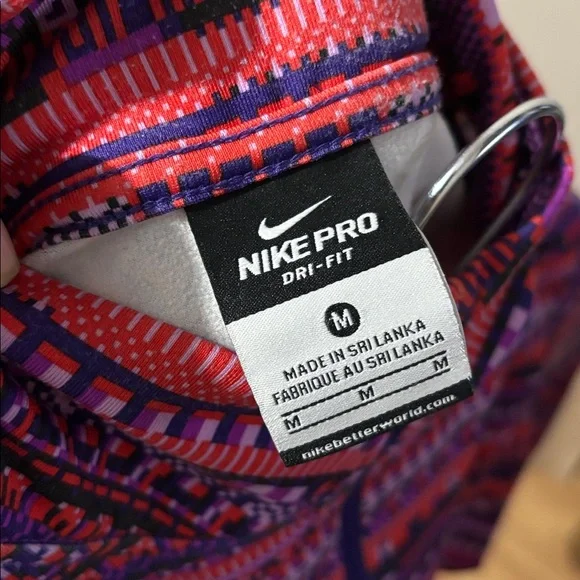 NIKE PRO
DRI-FIT
M
MADE IN SRI LANKA
FABRIQUE AU SRI LANKA
M M M
nikebetterworld.com